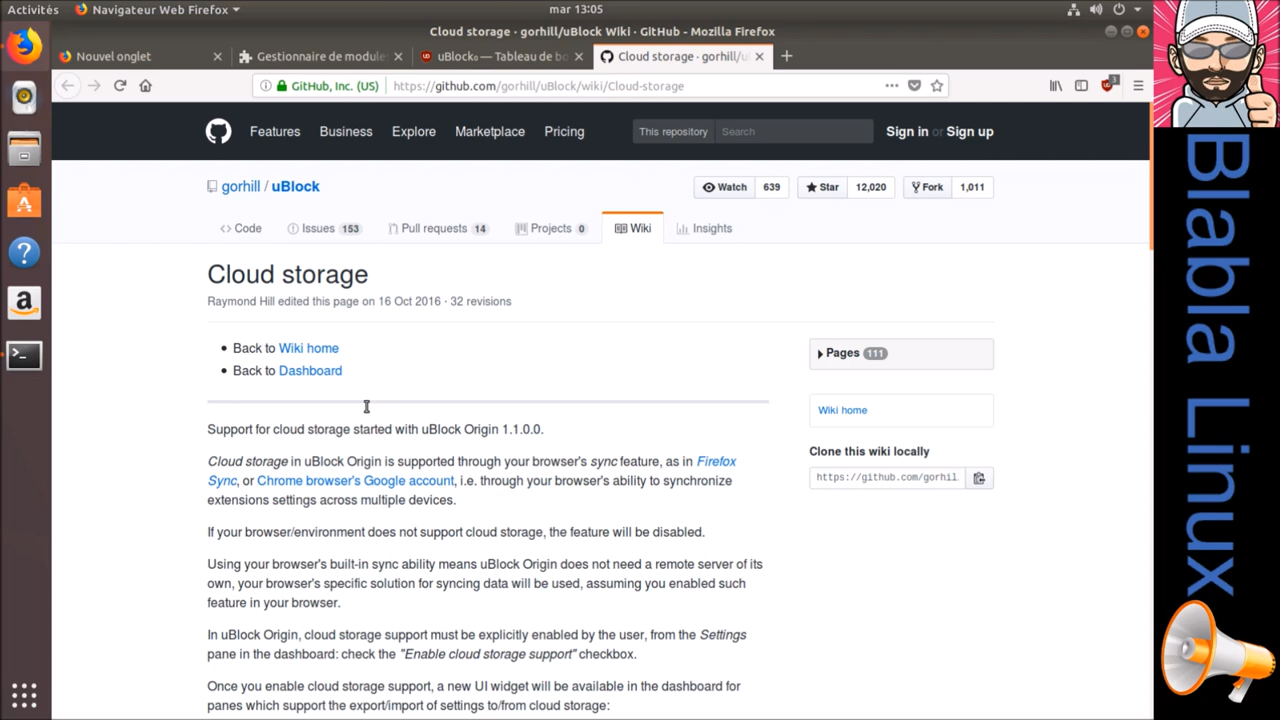 Activités
Navigateur Web Firefox
mar 13:05
Cloud storage · gorhill/uBlock Wiki · GitHub - Mozilla Firefox
Nouvel onglet
Gestionnaire de module
uBlock₀ — Tableau de bo
Cloud storage · gorhill/u
GitHub, Inc. (US)
https://github.com/gorhill/uBlock/wiki/Cloud-storage
3
Features
Business
Explore
Marketplace
Pricing
This repository
Search
Sign in or Sign up
gorhill / uBlock
Watch 639
Star 12,020
Fork 1,011
Code
Issues 153
Pull requests 14
Projects 0
Wiki
Insights
Cloud storage
Raymond Hill edited this page on 16 Oct 2016 · 32 revisions
• Back to Wiki home
• Back to Dashboard
Support for cloud storage started with uBlock Origin 1.1.0.0.
Cloud storage in uBlock Origin is supported through your browser's sync feature, as in Firefox
Sync, or Chrome browser's Google account, i.e. through your browser's ability to synchronize
extensions settings across multiple devices.
If your browser/environment does not support cloud storage, the feature will be disabled.
Using your browser's built-in sync ability means uBlock Origin does not need a remote server of its
own, your browser's specific solution for syncing data will be used, assuming you enabled such
feature in your browser.
In uBlock Origin, cloud storage support must be explicitly enabled by the user, from the Settings
pane in the dashboard: check the "Enable cloud storage support" checkbox.
Once you enable cloud storage support, a new UI widget will be available in the dashboard for
panes which support the export/import of settings to/from cloud storage:
Pages 111
Wiki home
Clone this wiki locally
https://github.com/gorhil
Blabla Linux